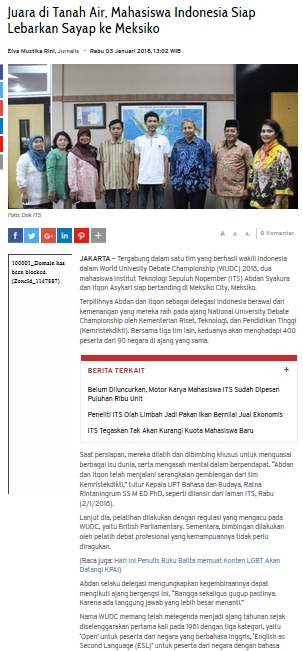 Juara di Tanah Air, Mahasiswa Indonesia Siap
Lebarkan Sayap ke Meksiko
Elva Mustika Rini, Jurnalis - Rabu 03 Januari 2018, 13:02 WIB
Foto: Dok ITS
A A A 0 Komentar
100001_Domain has
been blocked.
(ZoneId_1147887)
JAKARTA – Tergabung dalam satu tim yang berhasil wakili Indonesia
dalam World Univesity Debate Championship (WUDC) 2018, dua
mahasiswa Institut Teknologi Sepuluh Nopember (ITS) Abdan Syakura
dan Itqon Asykari siap bertanding di Meksiko City, Meksiko.
Terpilihnya Abdan dan Itqon sebagai delegasi Indonesia berawal dari
kemenangan yang mereka raih pada ajang National University Debate
Championship oleh Kementerian Riset, Teknologi, dan Pendidikan Tinggi
(Kemristekdikti). Bersama tiga tim lain, keduanya akan menghadapi 400
peserta dari 90 negara di ajang yang sama.
BERITA TERKAIT +
Belum Diluncurkan, Motor Karya Mahasiswa ITS Sudah Dipesan
Puluhan Ribu Unit
Peneliti ITS Olah Limbah Jadi Pakan Ikan Bernilai Jual Ekonomis
ITS Tegaskan Tak Akan Kurangi Kuota Mahasiswa Baru
Saat persiapan, mereka dilatih dan dibimbing khusus untuk menguasai
berbagai isu dunia, serta mengasah mental dalam berpendapat. "Abdan
dan Itqon telah menjalani serangkaian gemblengan dari tim
Kemristekdikti," tutur Kepala UPT Bahasa dan Budaya, Ratna
Rintaningrum SS M ED PhD, seperti dilansir dari laman ITS, Rabu
(2/1/2018).
Lanjut dia, pelatihan dilakukan dengan regulasi yang mengacu pada
WUDC, yaitu British Parliamentary. Sementara, bimbingan dilakukan
oleh pelatih debat profesional yang kemampuannya tidak perlu
diragukan.
(Baca juga: Hari Ini Penulis Buku Balita memuat Konten LGBT Akan
Datangi KPAI)
Abdan selaku delegasi mengungkapkan kegembiraannya dapat
mengikuti ajang bergengsi ini, "Bangga sekaligus gugup pastinya.
Karena ada tanggung jawab yang lebih besar menanti."
Nama WUDC memang telah melegenda menjadi ajang tahunan sejak
diselenggarakan pertama kali pada 1981 dengan tiga kategori, yaitu
'Open' untuk peserta dari negara yang berbahasa Inggris, 'English as
Second Language (ESL)' untuk peserta dari negara dengan bahasa